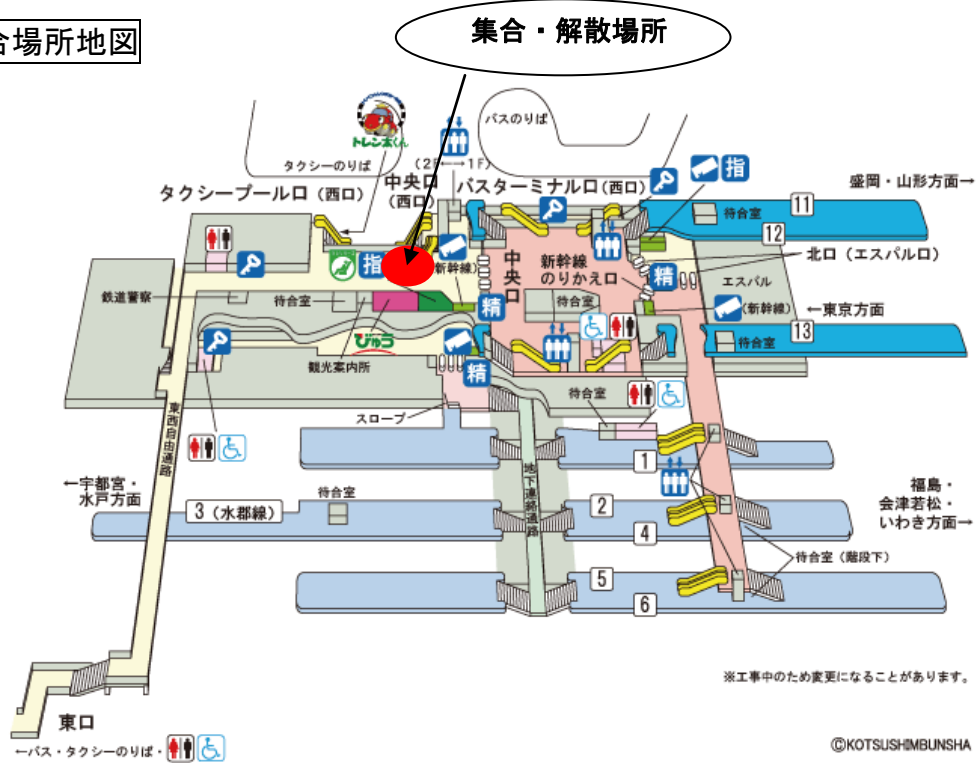 合場所地図
集合・解散場所
トレン太くん
バスのりば
タクシーのりば
(2F←→1F)
タクシープール口(西口)
中央口
(西口)
バスターミナル口(西口)
指
盛岡・山形方面→
待合室
11
12
北口(エスパル口)
指
(新幹線)
中央口
新幹線
のりかえ口
精
エスパル
鉄道警察
待合室
精
待合室
(新幹線)
←東京方面
13
待合室
びゅう
観光案内所
精
待合室
スロープ
東西自由通路
1
地下連絡通路
←宇都宮・
水戸方面
3(水郡線)
待合室
2
4
福島・
会津若松・
いわき方面→
待合室(階段下)
5
6
※工事中のため変更になることがあります。
東口
←バス・タクシーのりば・
©KOTSUSHIMBUNSHA